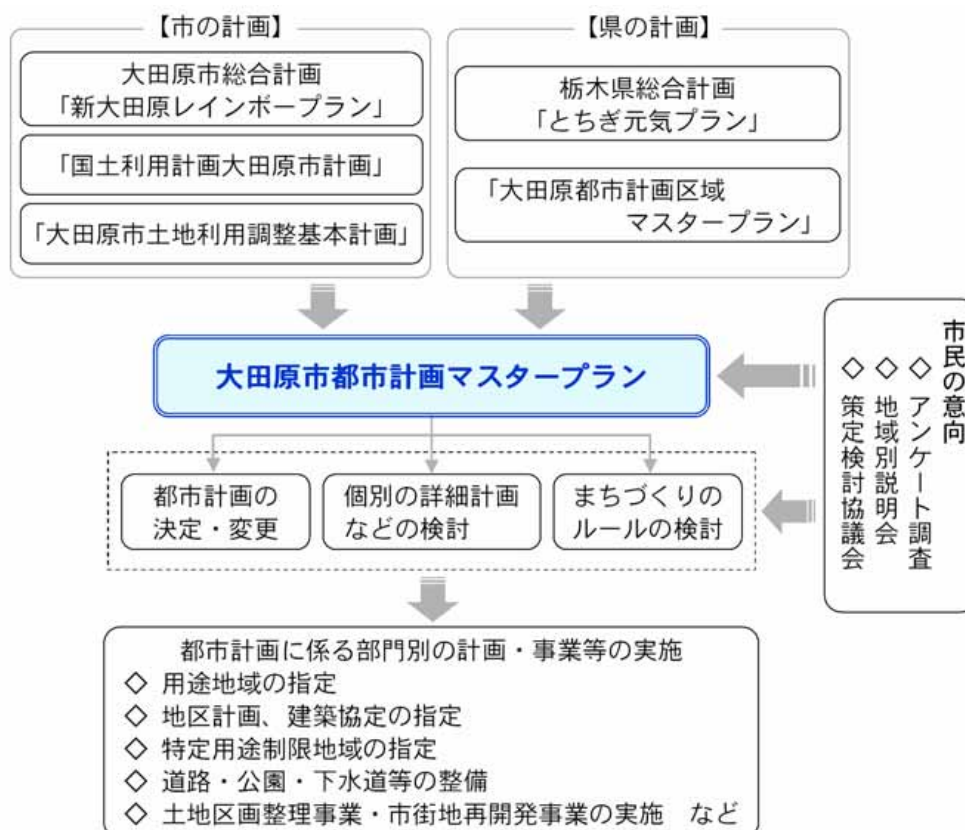 【市の計画】
大田原市総合計画
「新大田原レインボープラン」
「国土利用計画大田原市計画」
「大田原市土地利用調整基本計画」
【県の計画】
栃木県総合計画
「とちぎ元気プラン」
「大田原都市計画区域
マスタープラン」
大田原市都市計画マスタープラン
市民の意向
◇ アンケート調査
◇ 地域別説明会
◇ 策定検討協議会
都市計画の
決定・変更
個別の詳細計画
などの検討
まちづくりの
ルールの検討
都市計画に係る部門別の計画・事業等の実施
◇ 用途地域の指定
◇ 地区計画、建築協定の指定
◇ 特定用途制限地域の指定
◇ 道路・公園・下水道等の整備
◇ 土地区画整理事業・市街地再開発事業の実施 など